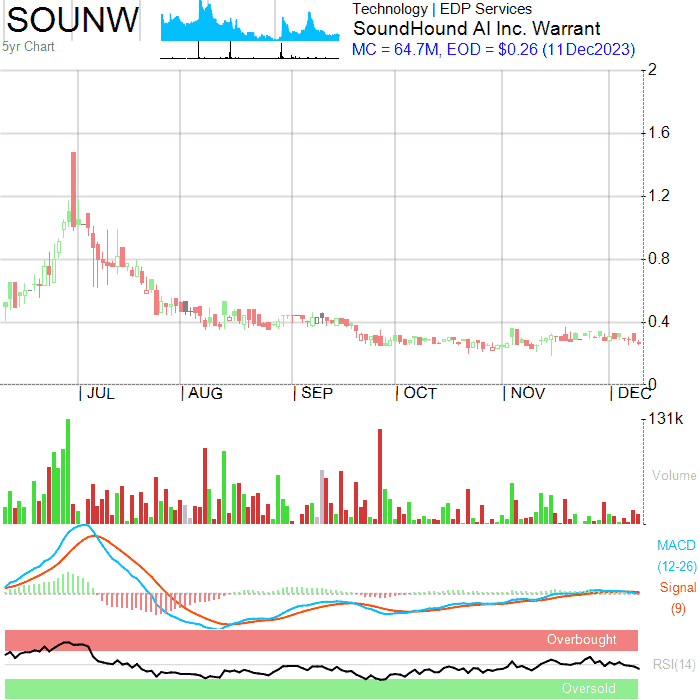 SOUNW
5yr Chart
Technology | EDP Services
SoundHound AI Inc. Warrant
MC = 64.7M, EOD = $0.26 (11Dec2023)
2
1.6
1.2
0.8
0.4
0
| JUL | AUG | SEP | OCT | NOV | DEC
131k
Volume
MACD
(12-26)
Signal
(9)
Overbought
RSI(14)
Oversold